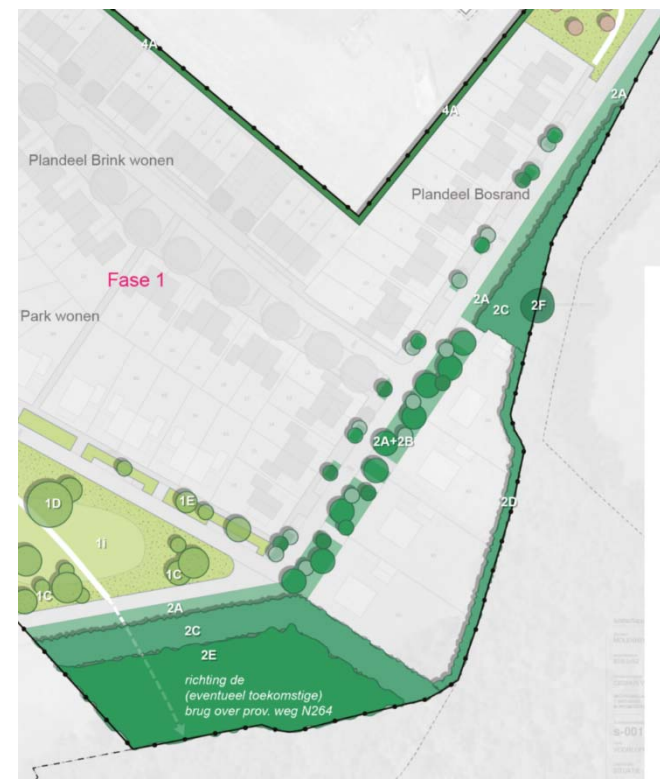 4A
4A
2A
Plandeel Brink wonen
Plandeel Bosrand
Fase 1
2A
2C
2F
Park wonen
2A+2B
1D
1E
2D
1i
1C
1C
2A
2C
2E
richting de
(eventueel toekomstige)
brug over prov. weg N264